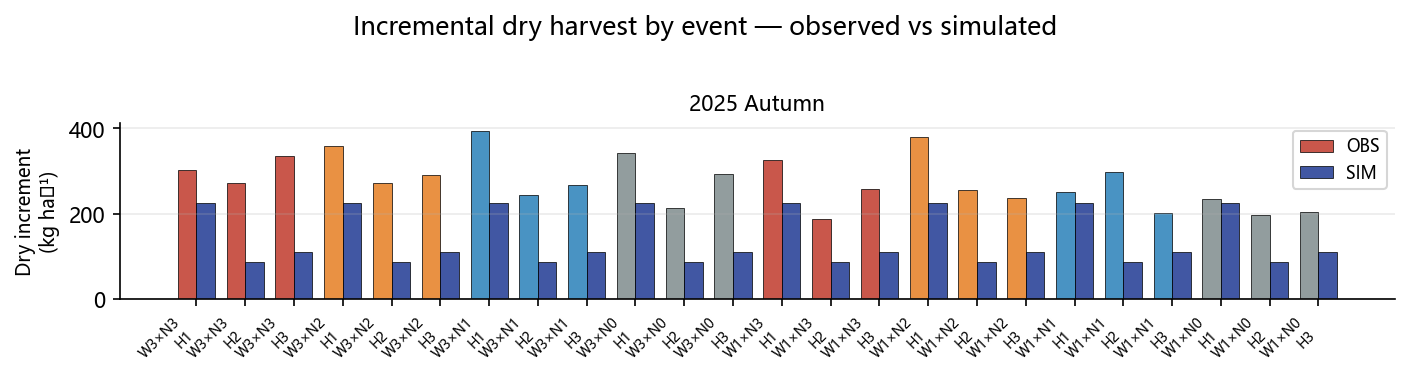 Incremental dry harvest by event — observed vs simulated
2025 Autumn
Dry increment
(kg ha□¹)
400
200
0
OBS
SIM
W3×N3
H1
W3×N3
H2
W3×N3
H3
W3×N2
H1
W3×N2
H2
W3×N2
H3
W3×N1
H1
W3×N1
H2
W3×N1
H3
W3×N0
H1
W3×N0
H2
W3×N0
H3
W1×N3
H1
W1×N3
H2
W1×N3
H3
W1×N2
H1
W1×N2
H2
W1×N2
H3
W1×N1
H1
W1×N1
H2
W1×N1
H3
W1×N0
H1
W1×N0
H2
W1×N0
H3